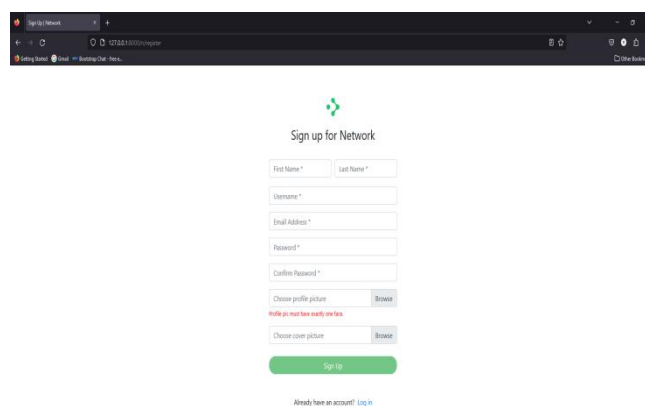 Sign Up | Network
127.0.0.1:8000/n/register
Getting Started Gmail Bootstrap Chat - free e...
Other Bookm
Sign up for Network
First Name * Last Name *
Username *
Email Address *
Password *
Confirm Password *
Choose profile picture Browse
Profile pic must have exactly one face.
Choose cover picture Browse
Sign Up
Already have an account? Log in